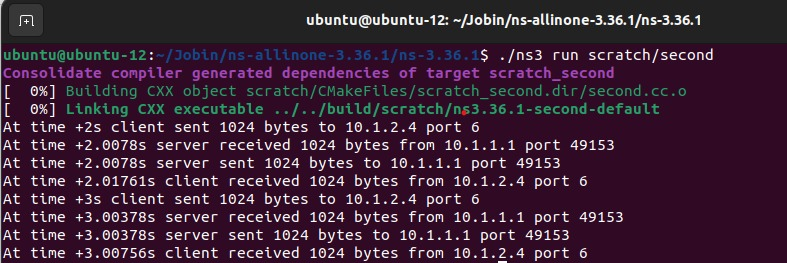 ubuntu@ubuntu-12: ~/Jobin/ns-allinone-3.36.1/ns-3.36.1
ubuntu@ubuntu-12:~/Jobin/ns-allinone-3.36.1/ns-3.36.1$ ./ns3 run scratch/second
Consolidate compiler generated dependencies of target scratch_second
[  0%] Building CXX object scratch/CMakeFiles/scratch_second.dir/second.cc.o
[  0%] Linking CXX executable ../../build/scratch/ns3.36.1-second-default
At time +2s client sent 1024 bytes to 10.1.2.4 port 6
At time +2.0078s server received 1024 bytes from 10.1.1.1 port 49153
At time +2.0078s server sent 1024 bytes to 10.1.1.1 port 49153
At time +2.01761s client received 1024 bytes from 10.1.2.4 port 6
At time +3s client sent 1024 bytes to 10.1.2.4 port 6
At time +3.00378s server received 1024 bytes from 10.1.1.1 port 49153
At time +3.00378s server sent 1024 bytes to 10.1.1.1 port 49153
At time +3.00756s client received 1024 bytes from 10.1.2.4 port 6